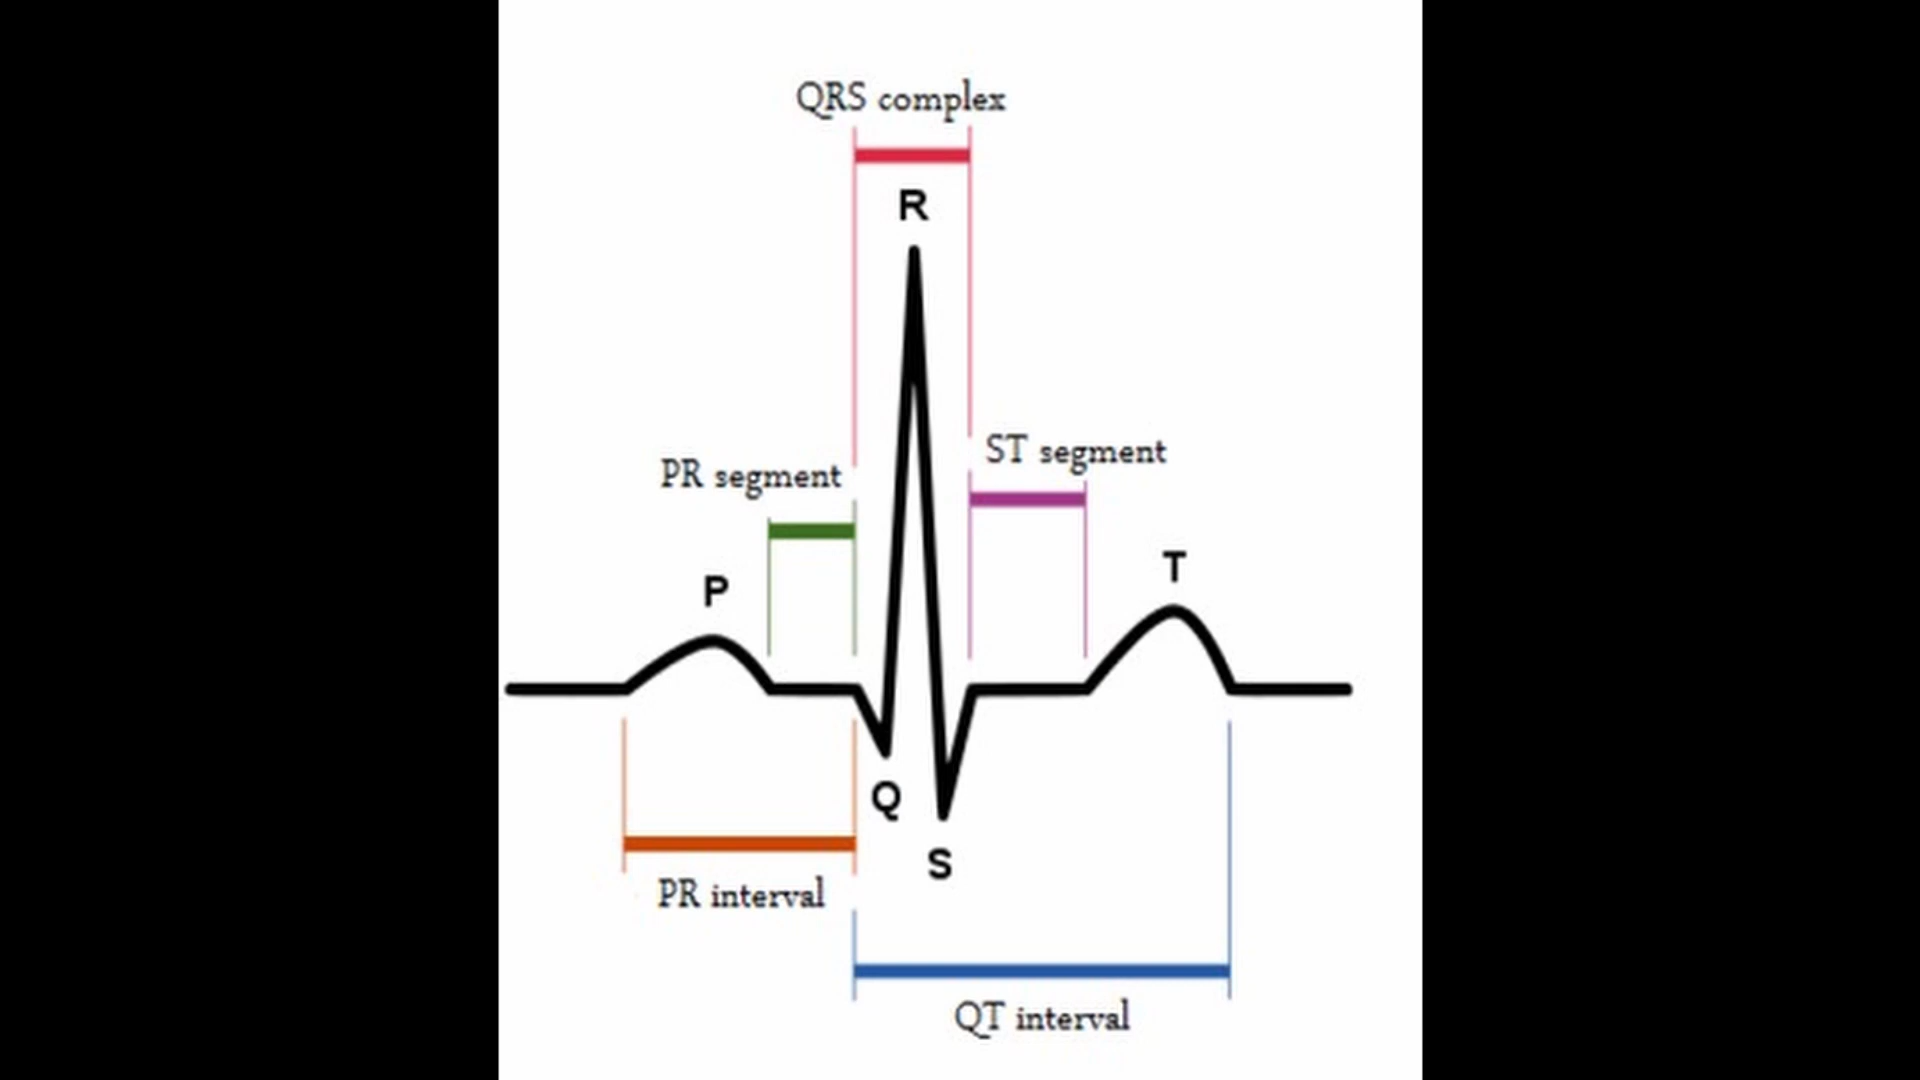 QRS complex
R
ST segment
PR segment
T
P
Q
S
PR interval
QT interval